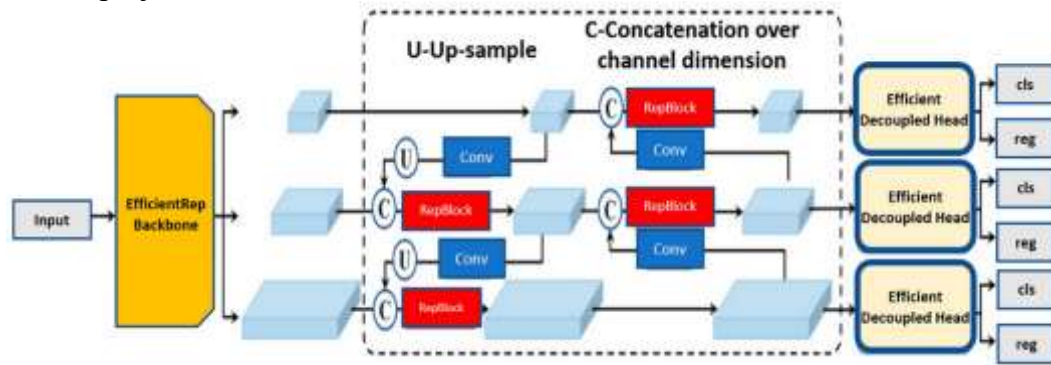 U-Up-sample
C-Concatenation over
channel dimension
Input
EfficientRep
Backbone
C
RepBlock
Efficient
Decoupled Head
cls
reg
U
Conv
Conv
C
RepBlock
C
RepBlock
Efficient
Decoupled Head
cls
reg
U
Conv
Conv
C
RepBlock
Efficient
Decoupled Head
cls
reg